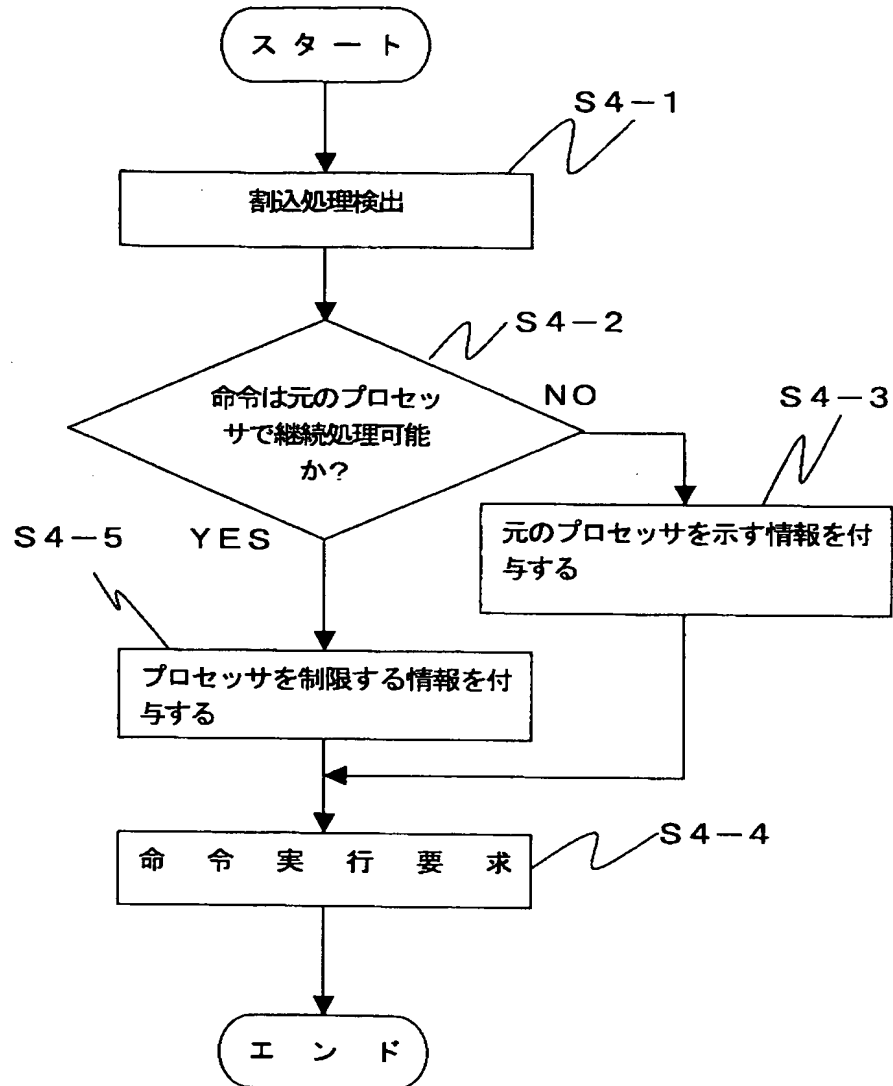 スタート
S4-1
割込処理検出
S4-2
命令は元のプロセッ
サで継続処理可能
か?
NO
S4-3
元のプロセッサを示す情報を付
与する
S4-5
YES
プロセッサを制限する情報を付
与する
命令実行要求
S4-4
エンド